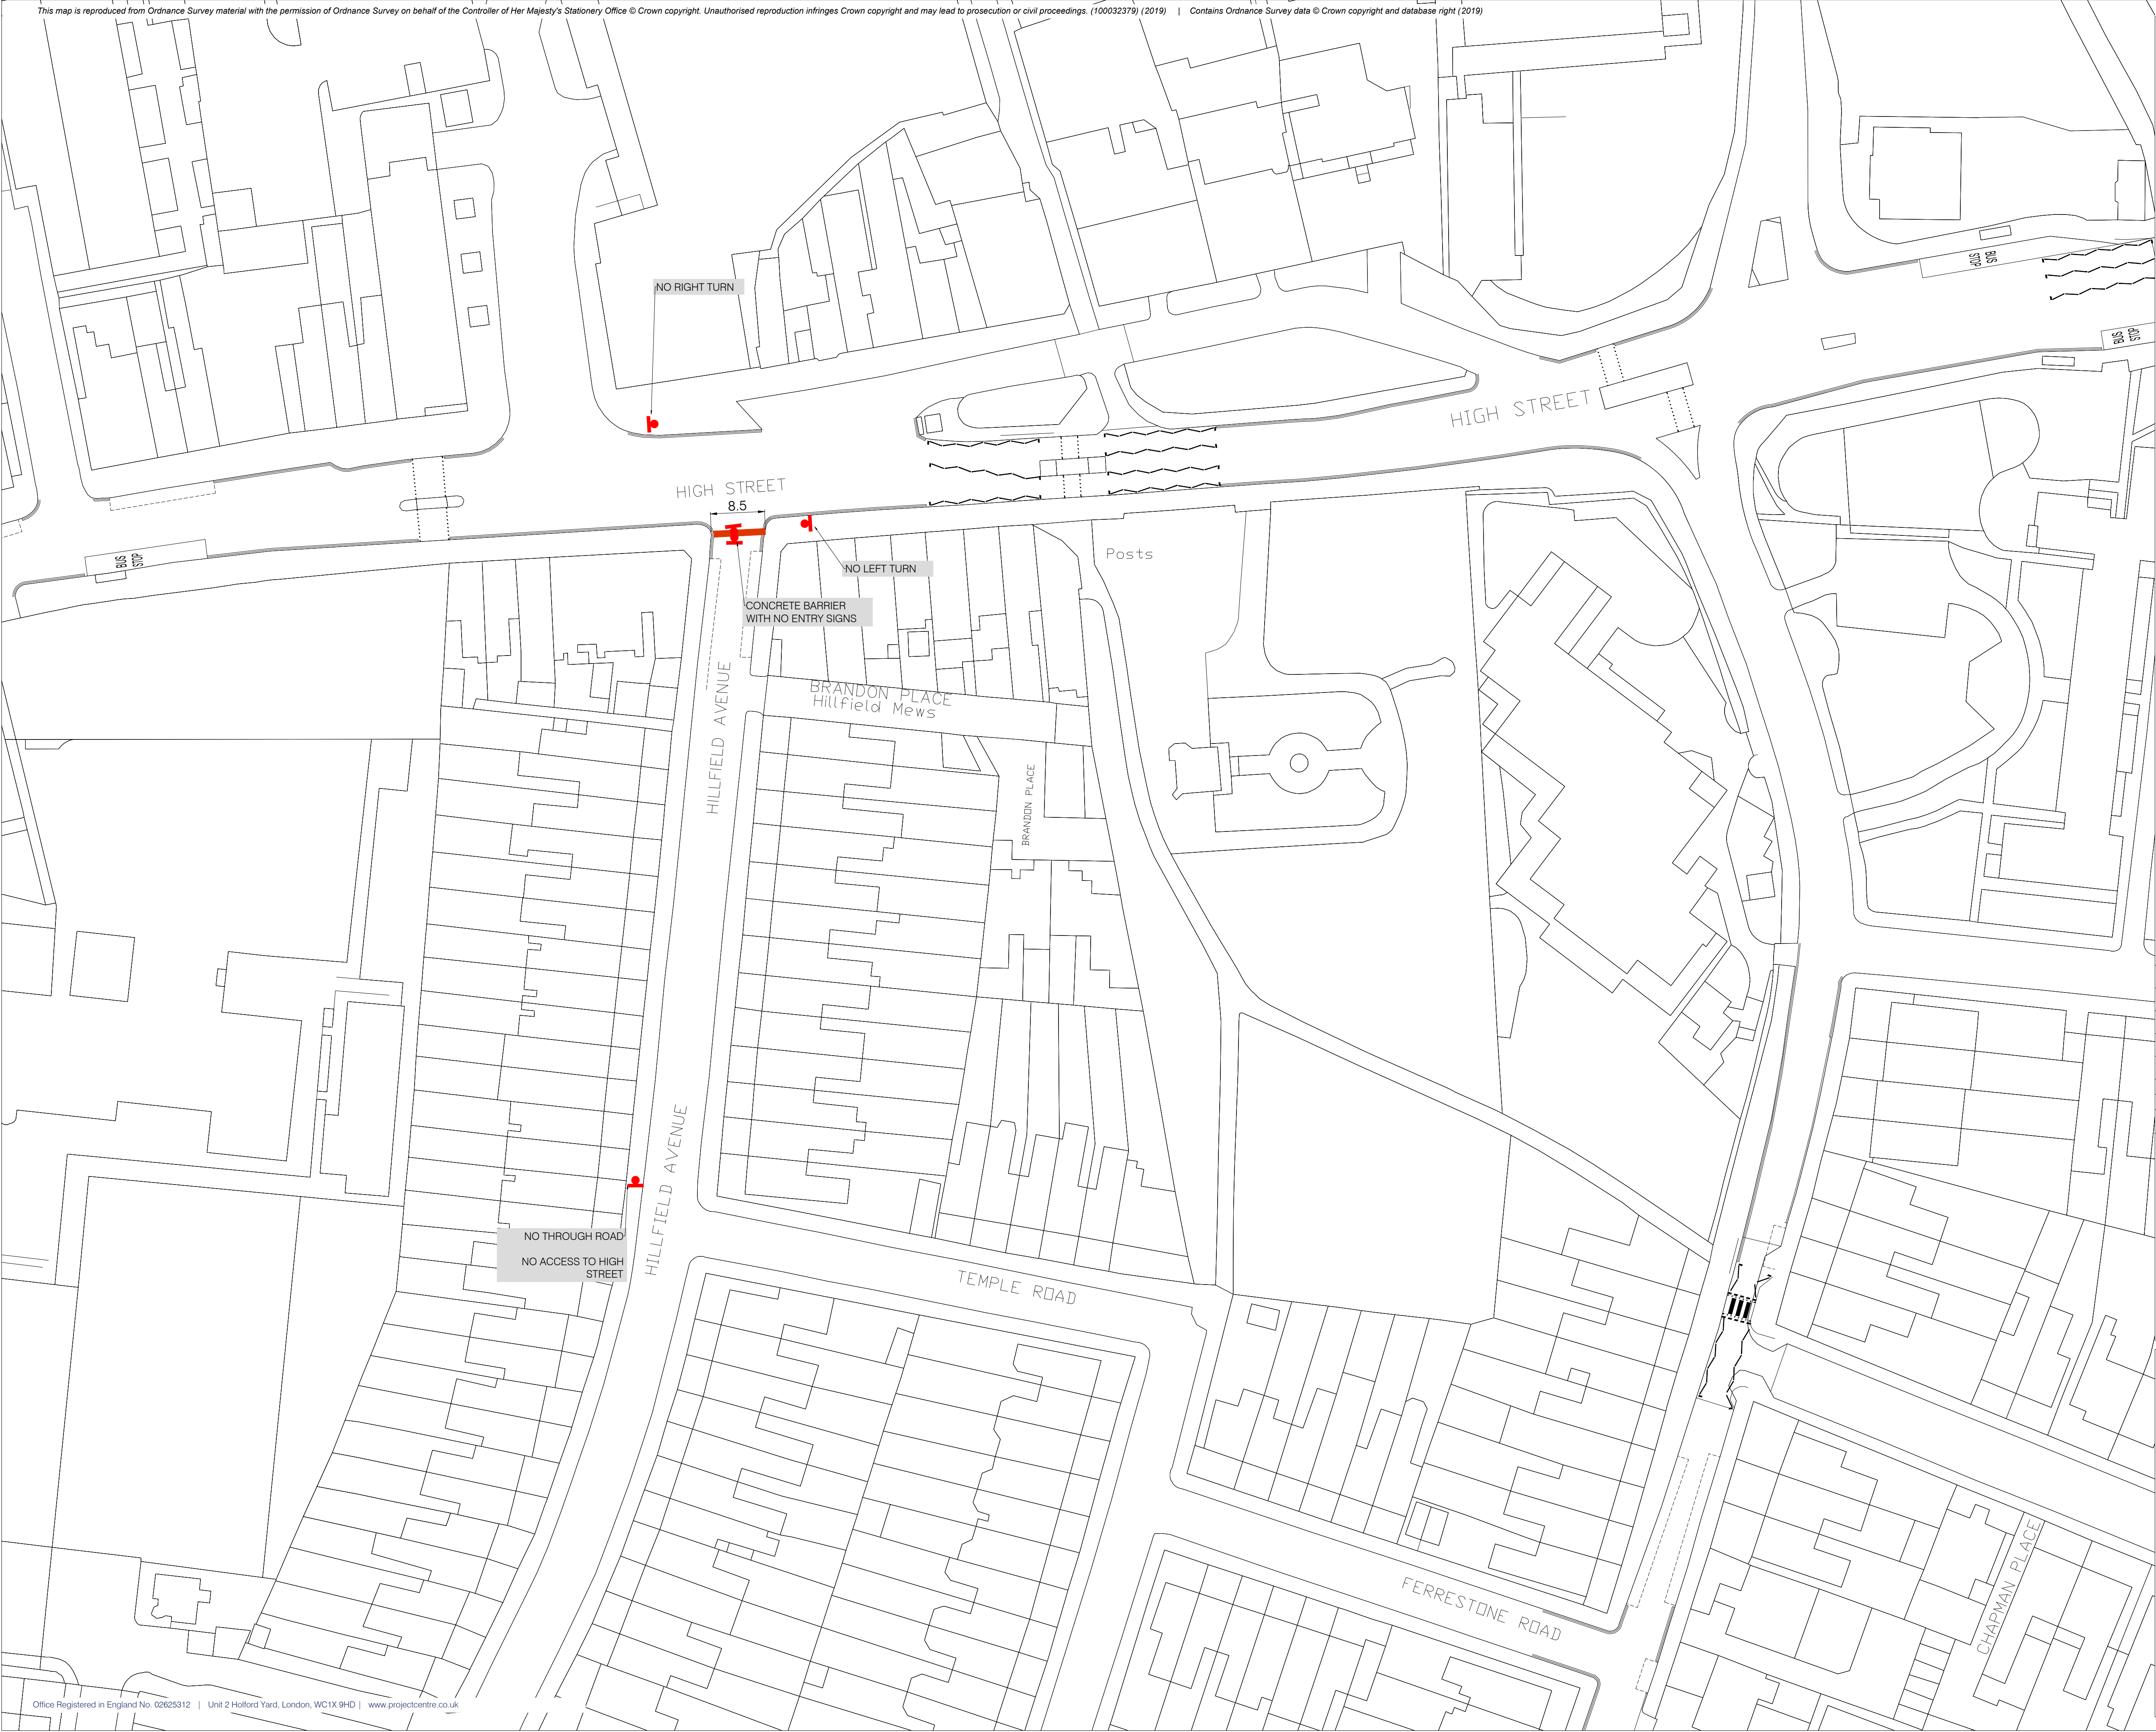 This map is reproduced from Ordnance Survey material with the permission of Ordnance Survey on behalf of the Controller of Her Majesty's Stationery Office © Crown copyright. Unauthorised reproduction infringes Crown copyright and may lead to prosecution or civil proceedings. (100032379) (2019) | Contains Ordnance Survey data © Crown copyright and database right (2019)
BUS
STOP
NO RIGHT TURN
BUS
STOP
HIGH STREET
HIGH STREET
8.5
BUS
STOP
Posts
NO LEFT TURN
CONCRETE BARRIER
WITH NO ENTRY SIGNS
BRANDON PLACE
Hillfield Mews
HILLFIELD AVENUE
BRANDON PLACE
HILLFIELD AVENUE
NO THROUGH ROAD
NO ACCESS TO HIGH
STREET
TEMPLE ROAD
FERRESTONE ROAD
CHAPMAN PLACE
Office Registered in England No. 02625312 | Unit 2 Holford Yard, London, WC1X 9HD | www.projectcentre.co.uk